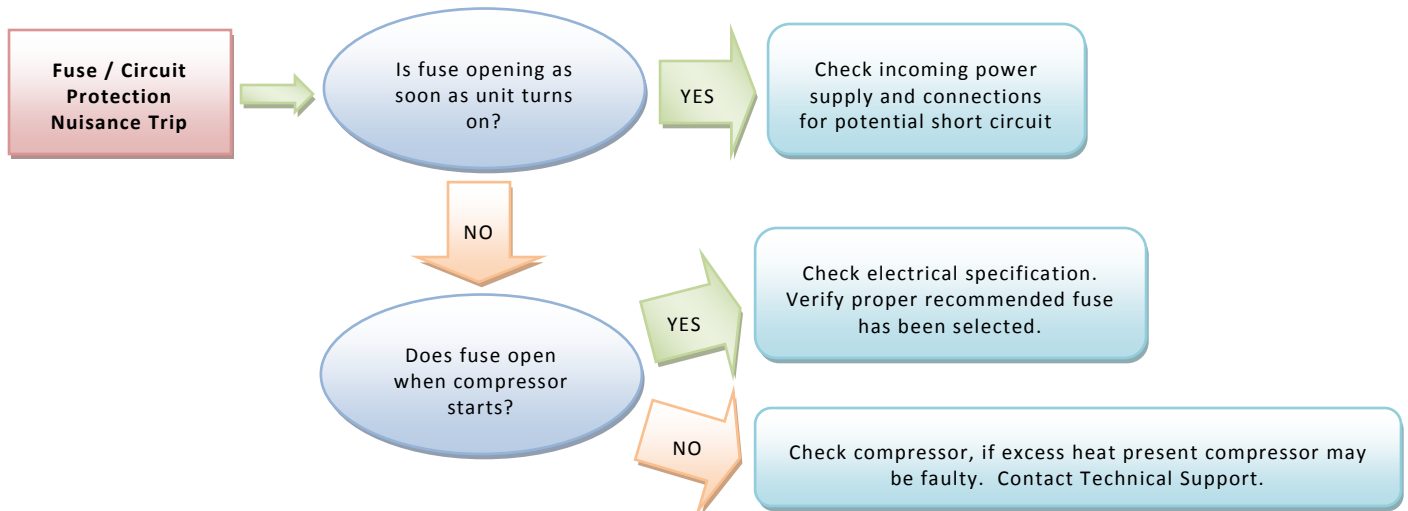 Fuse / Circuit
Protection
Nuisance Trip
Is fuse opening as
soon as unit turns
on?
YES
Check incoming power
supply and connections
for potential short circuit
NO
Does fuse open
when compressor
starts?
YES
Check electrical specification.
Verify proper recommended fuse
has been selected.
NO
Check compressor, if excess heat present compressor may
be faulty.  Contact Technical Support.